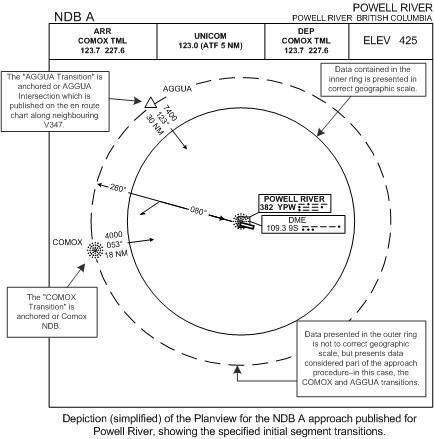 NDB A
POWELL RIVER
POWELL RIVER BRITISH COLUMBIA
ARR
COMOX TML
123.7 227.6
UNICOM
123.0 (ATF 5 NM)
DEP
COMOX TML
123.7 227.6
ELEV 425
The "AGGUA Transition" is
anchored or AGGUA
Intersection which is
published on the en route
chart along neighbouring
V347.
AGGUA
7400
123°
30 NM
Data contained in the
inner ring is presented in
correct geographic scale.
260°
080°
POWELL RIVER
382 YPW
DME
109.3 9S
COMOX
4000
053°
18 NM
The "COMOX
Transition" is
anchored or Comox
NDB.
Data presented in the outer ring
is not to correct geographic
scale, but presents data
considered part of the approach
procedure–in this case, the
COMOX and AGGUA transitions.
Depiction (simplified) of the Planview for the NDB A approach published for
Powell River, showing the specified initial segment transitions.